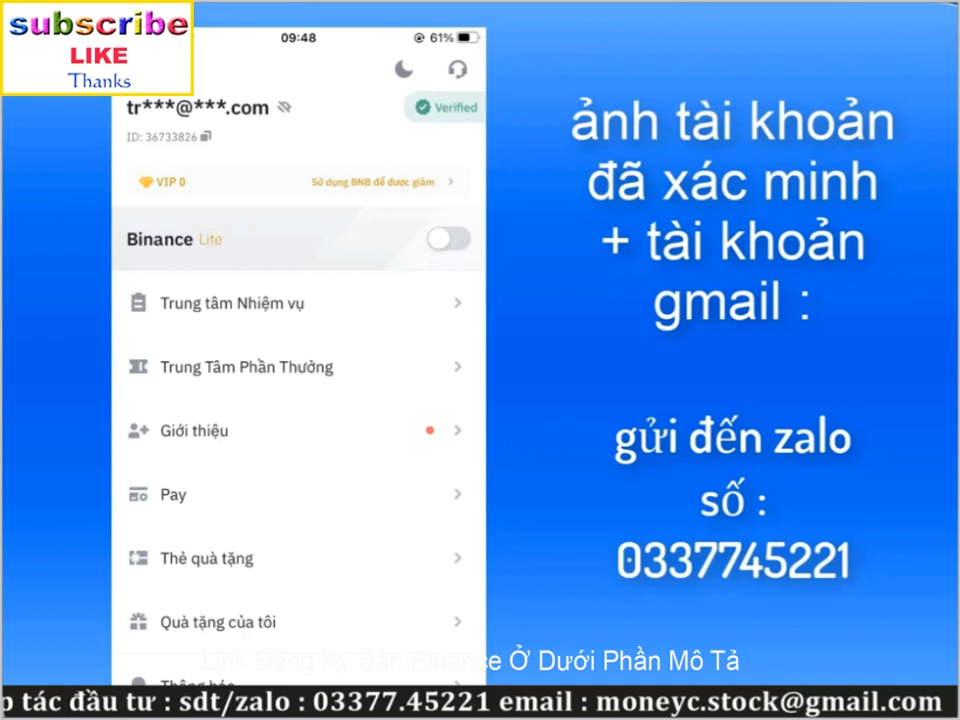 subscribe
LIKE
Thanks
09:48
61%
tr***@***.com
Verified
ID: 36733826
VIP 0
Sử dụng BNB để được giảm
Binance Lite
Trung tâm Nhiệm vụ
Trung Tâm Phần Thưởng
Giới thiệu
Pay
Thẻ quà tặng
Quà tặng của tôi
ảnh tài khoản
đã xác minh
+ tài khoản
gmail :
gửi đến zalo
số :
0337745221
Link Đăng Ký Sàn Binance Ở Dưới Phần Mô Tả
tác đầu tư : sdt/zalo : 03377.45221 email : moneyc.stock@gmail.com